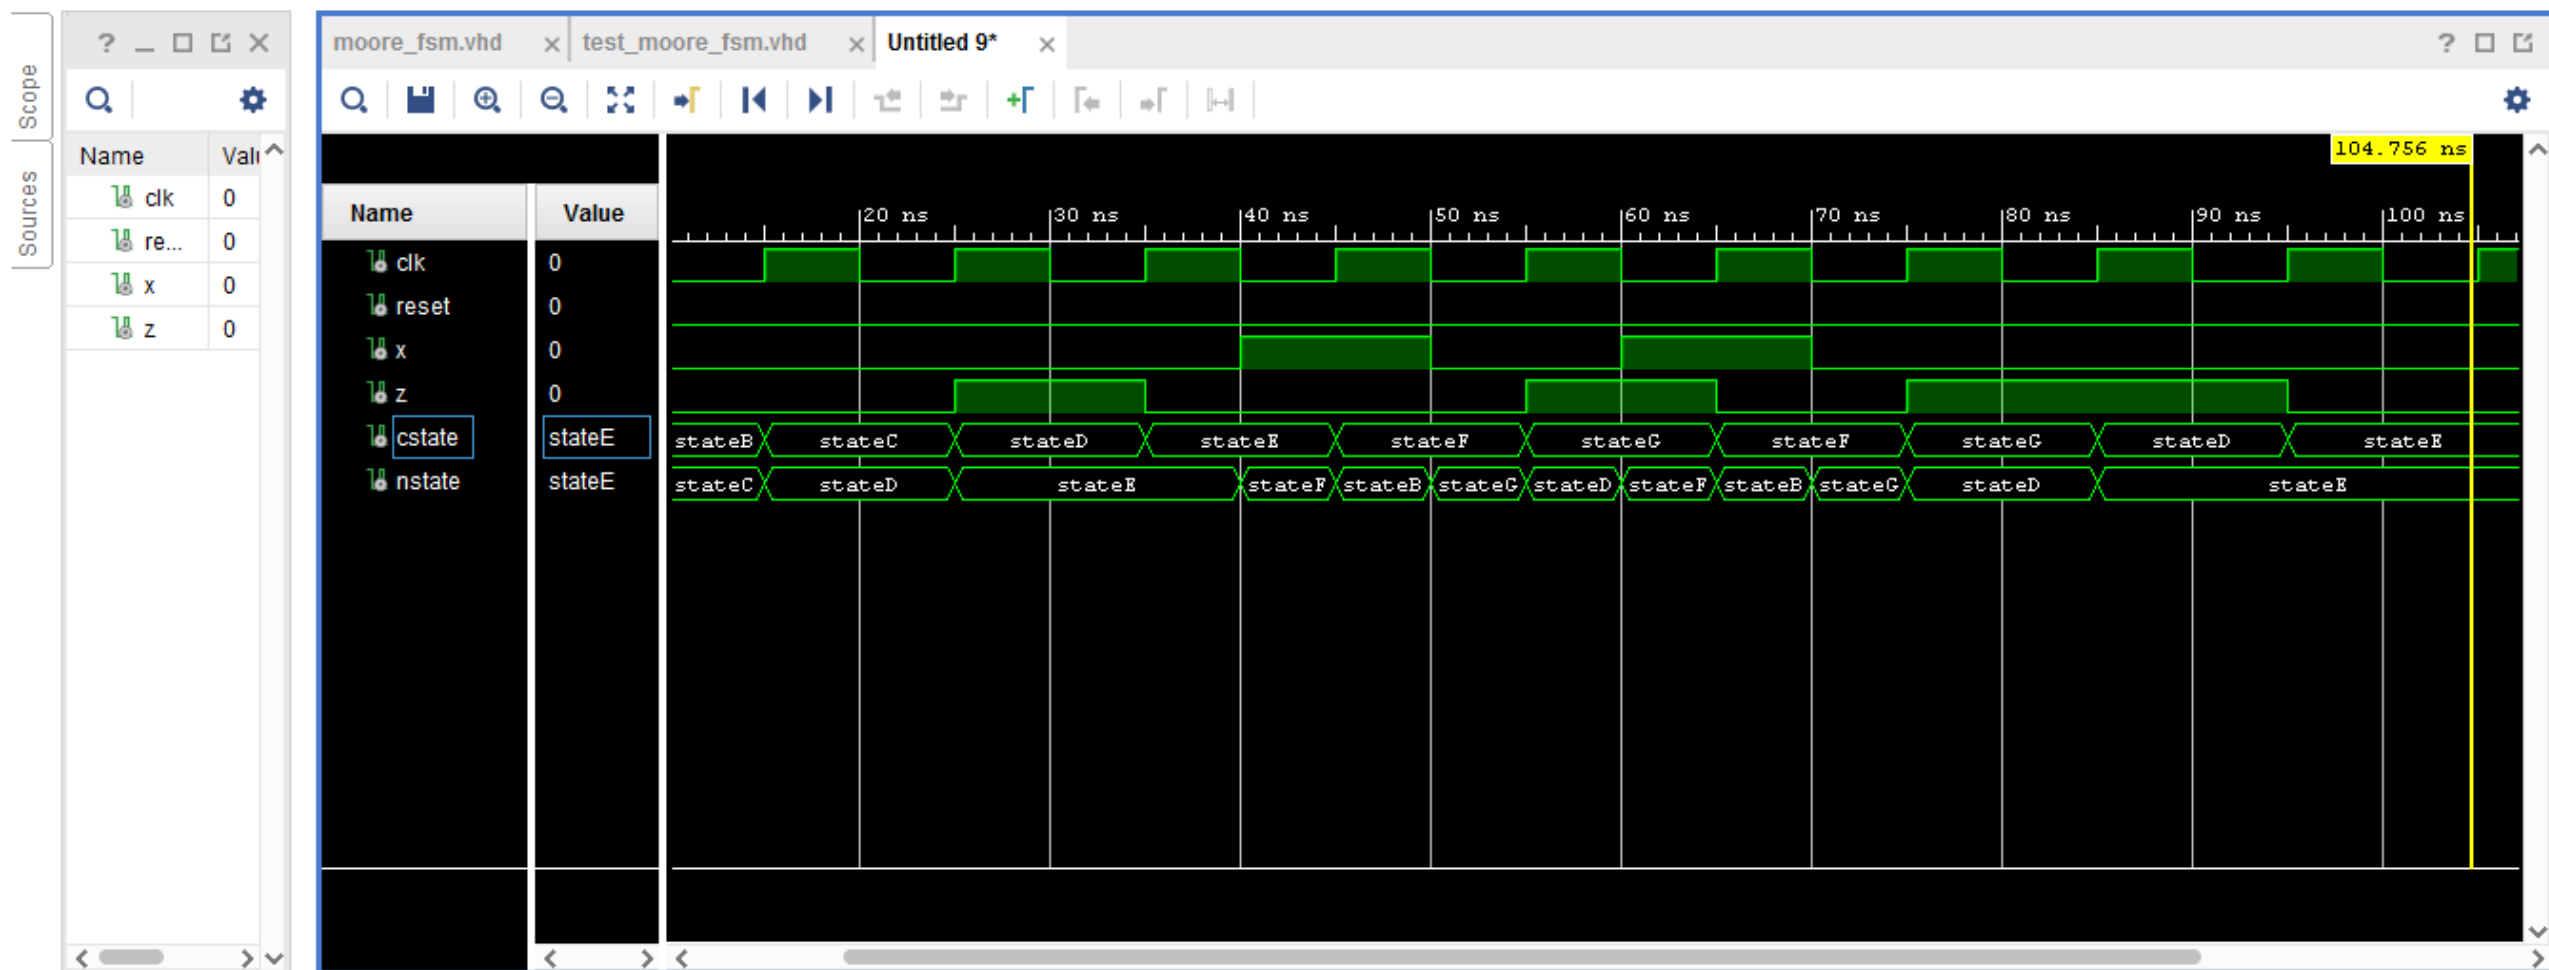 Scope
Sources
Name Valu
clk 0
re... 0
x 0
z 0
moore_fsm.vhd test_moore_fsm.vhd Untitled 9*
104.756 ns
Name Value
20 ns 30 ns 40 ns 50 ns 60 ns 70 ns 80 ns 90 ns 100 ns
clk 0
reset 0
x 0
z 0
cstate stateE stateB stateC stateD stateE stateF stateG stateF stateG stateD stateE
nstate stateE stateC stateD stateE stateF stateB stateG stateD stateF stateB stateG stateD stateE